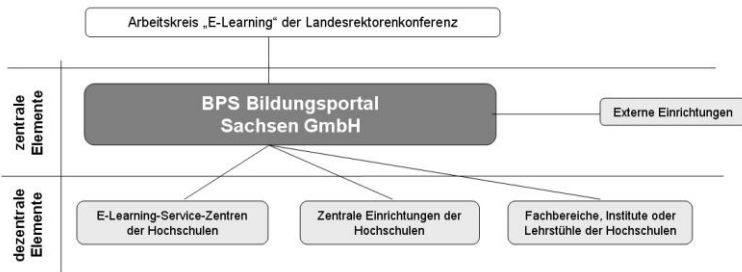 Arbeitskreis „E-Learning“ der Landesrektorenkonferenz
zentrale
Elemente
BPS Bildungsportal
Sachsen GmbH
Externe Einrichtungen
dezentrale
Elemente
E-Learning-Service-Zentren
der Hochschulen
Zentrale Einrichtungen der
Hochschulen
Fachbereiche, Institute oder
Lehrstühle der Hochschulen